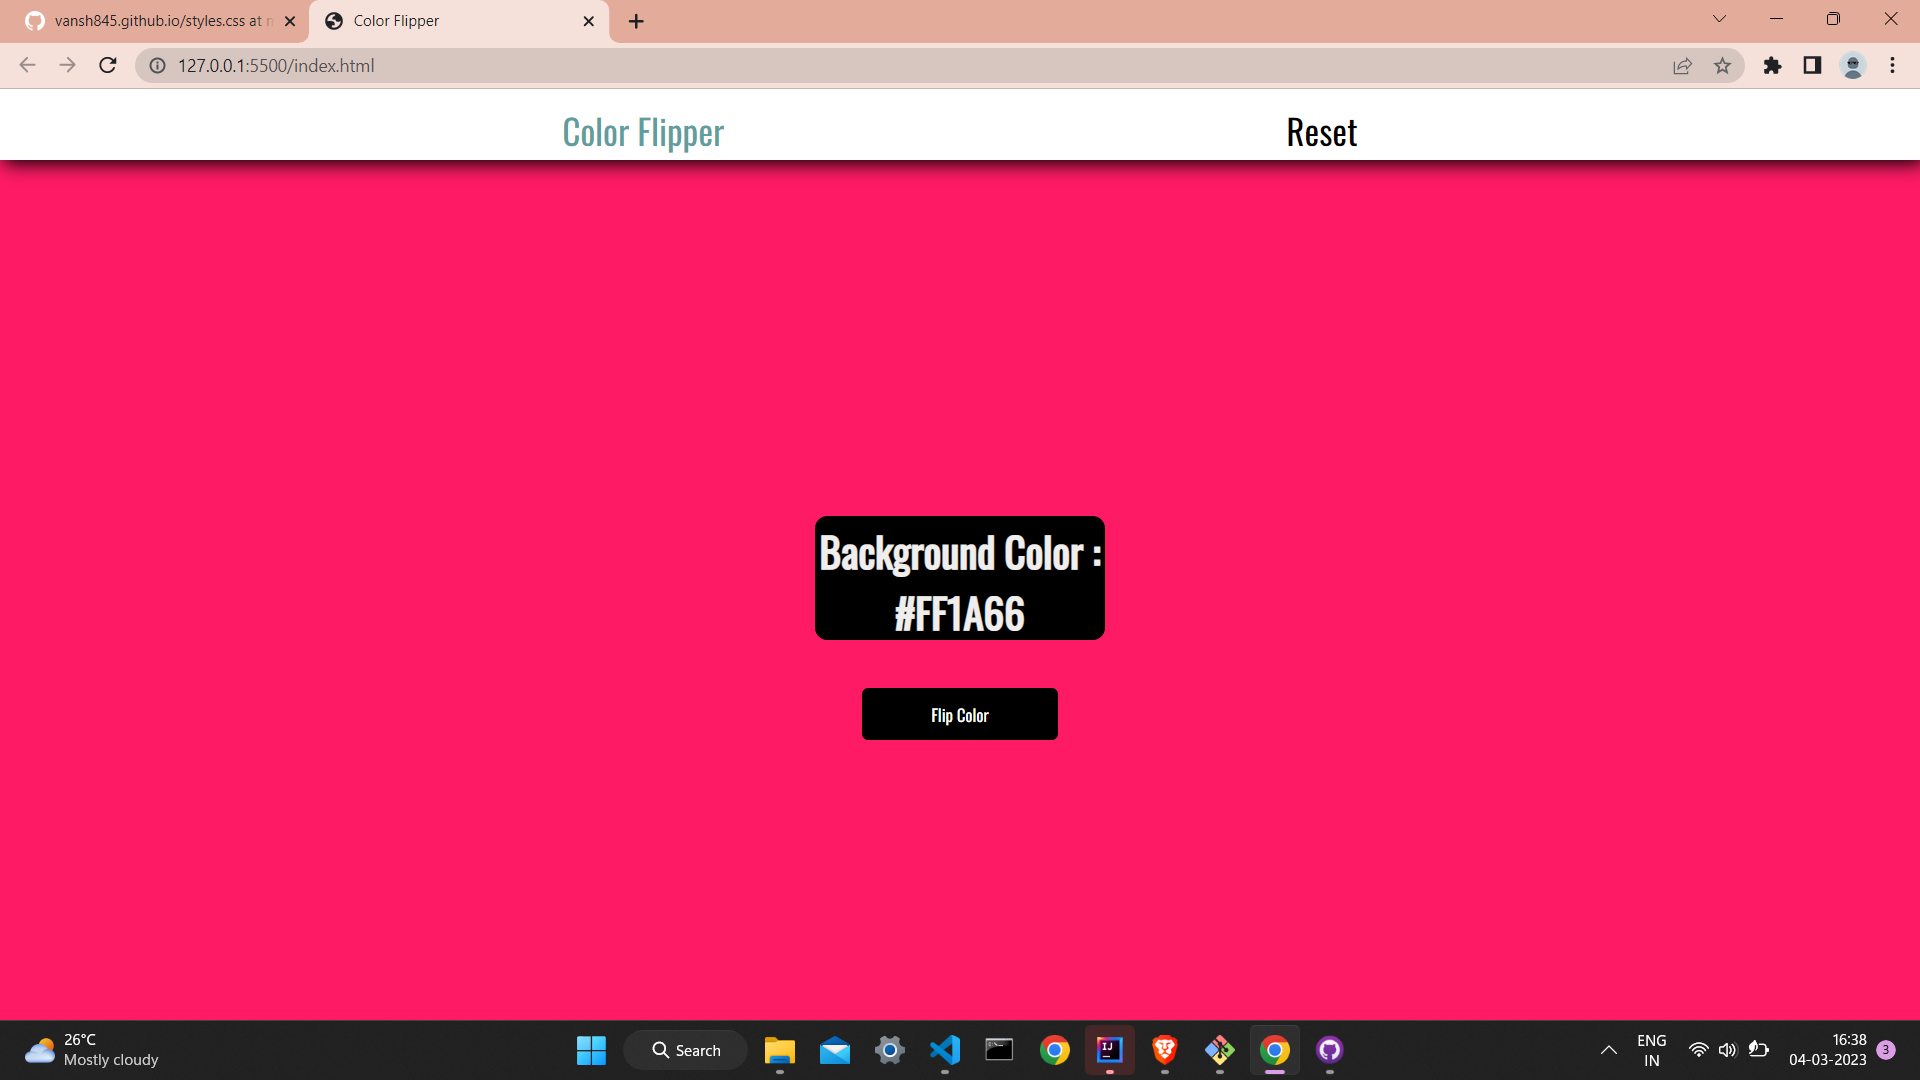 vansh845.github.io/styles.css at
Color Flipper
127.0.0.1:5500/index.html
Color Flipper
Reset
Background Color :
#FF1A66
Flip Color
26°C
Mostly cloudy
Search
IJ
ENG
IN
16:38
04-03-2023
3